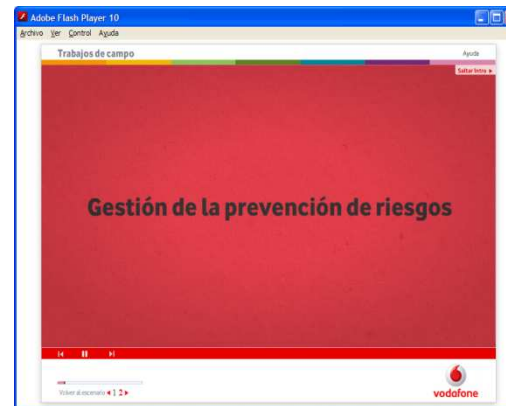 Adobe Flash Player 10
Archivo Ver Control Ayuda
Trabajos de campo
Ayuda
Saltar Intro
Gestión de la prevención de riesgos
Volver al escenario 1 2
vodafone